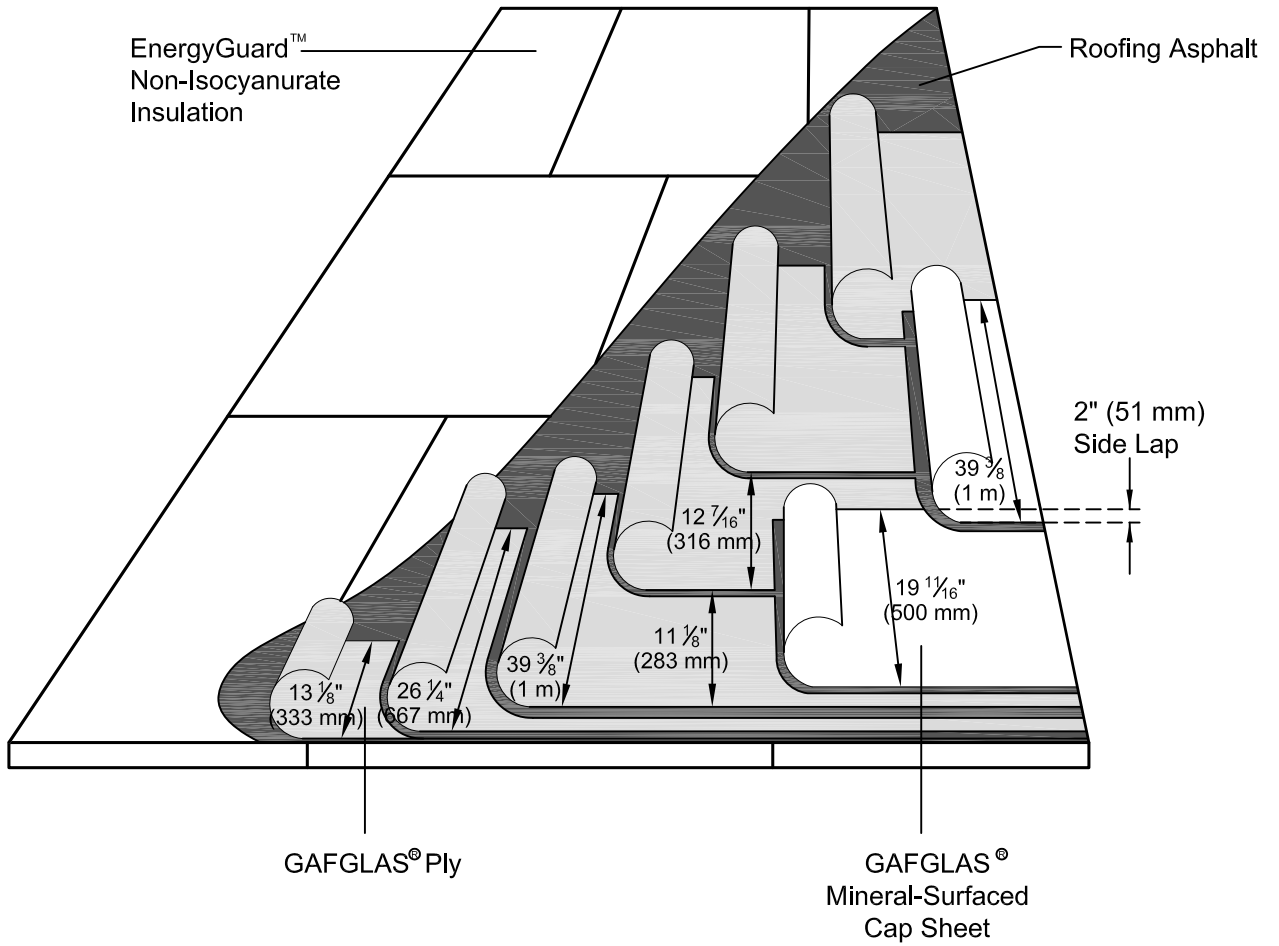 EnergyGuard™
Non-Isocyanurate
Insulation
Roofing Asphalt
2" (51 mm)
Side Lap
39 ⅜
(1 m)
12 ⁷⁄₁₆"
(316 mm)
19 ¹¹⁄₁₆"
(500 mm)
11 ⅛"
(283 mm)
39 ⅜"
(1 m)
26 ¼"
(667 mm)
13 ⅛"
(333 mm)
GAFGLAS® Ply
GAFGLAS ®
Mineral-Surfaced
Cap Sheet